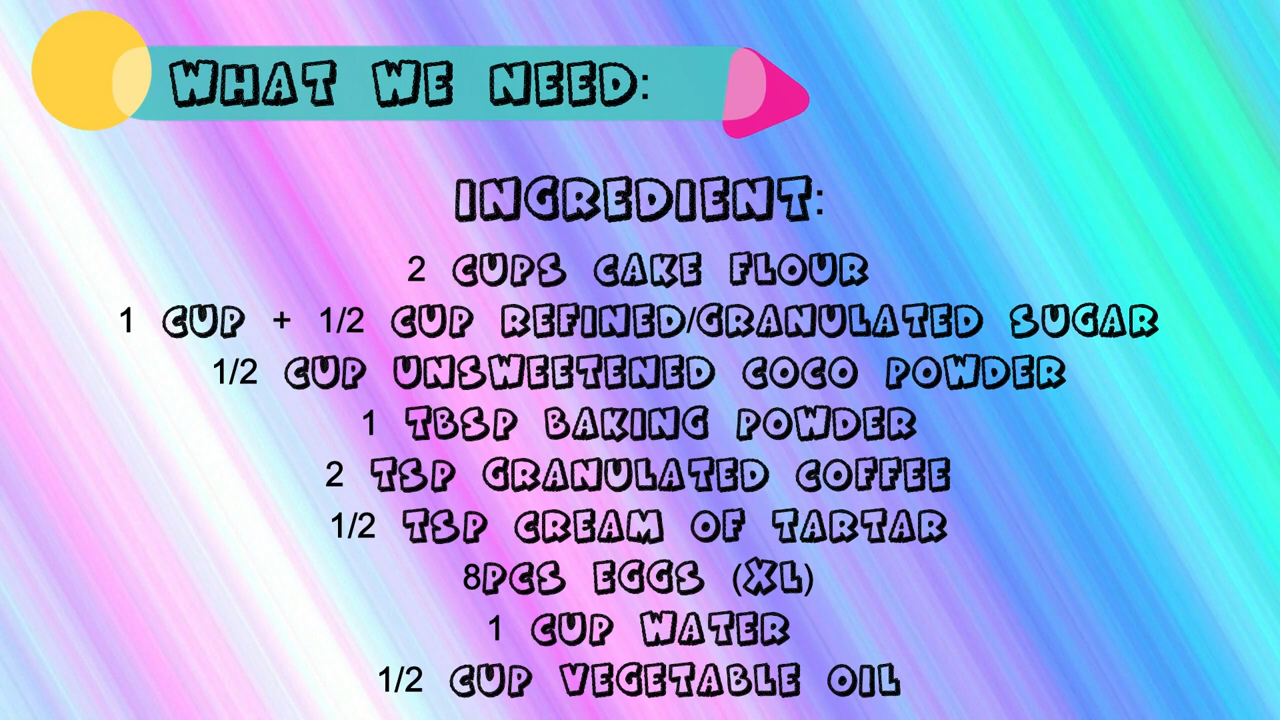 WHAT WE NEED:
INGREDIENT:
2 CUPS CAKE FLOUR
1 CUP + 1/2 CUP REFINED/GRANULATED SUGAR
1/2 CUP UNSWEETENED COCO POWDER
1 TBSP BAKING POWDER
2 TSP GRANULATED COFFEE
1/2 TSP CREAM OF TARTAR
8PCS EGGS (XL)
1 CUP WATER
1/2 CUP VEGETABLE OIL